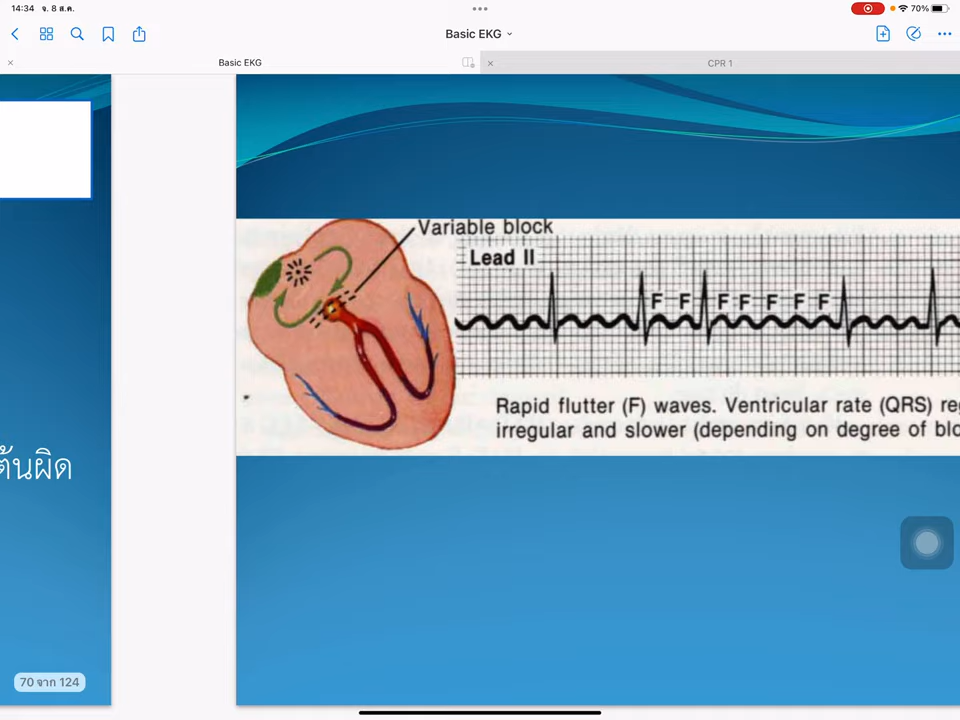 14:34 จ. 8 ส.ค.
70%
Basic EKG
Basic EKG
CPR 1
Variable block
Lead II
F F F F F F F
Rapid flutter (F) waves. Ventricular rate (QRS)
irregular and slower (depending on degree of
ต้นผิด
70 จาก 124